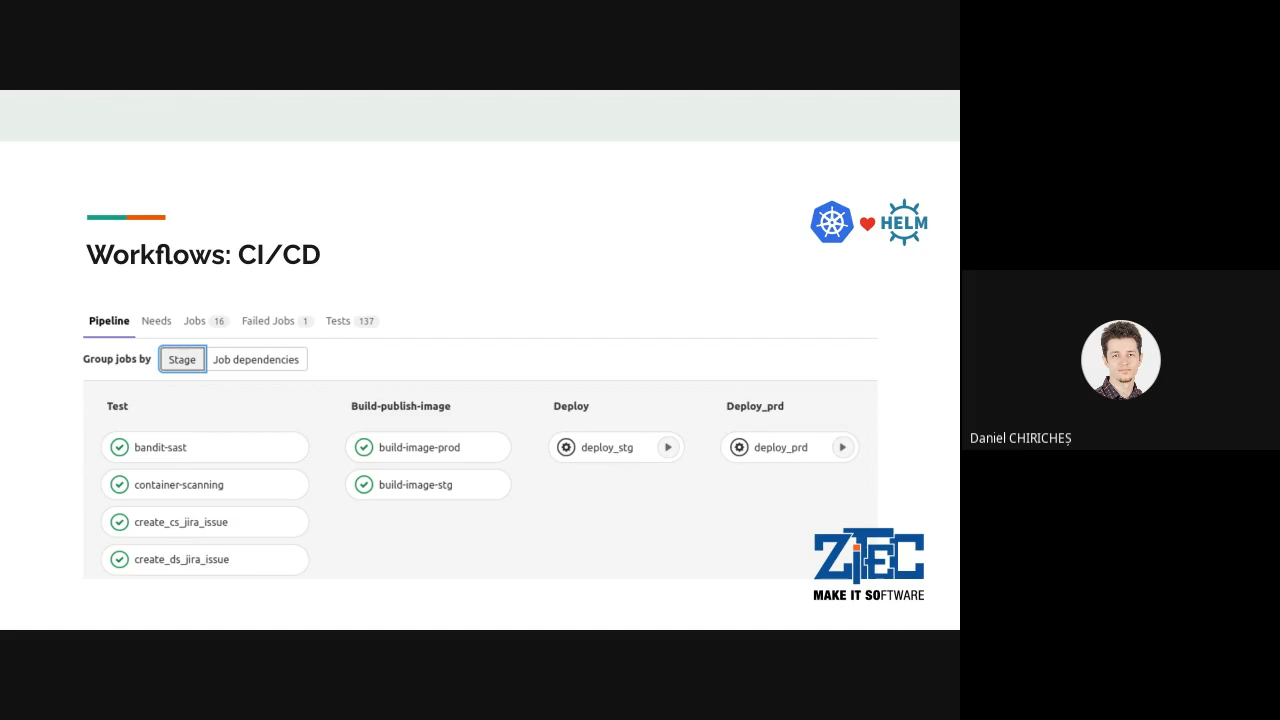 HELM
Workflows: CI/CD
Pipeline Needs Jobs 16 Failed Jobs 1 Tests 137
Group jobs by Stage Job dependencies
Test Build-publish-image Deploy Deploy_prd
bandit-sast build-image-prod deploy_stg deploy_prd
container-scanning build-image-stg
create_cs_jira_issue
create_ds_jira_issue
ZiTEC
MAKE IT SOFTWARE
Daniel CHIRICHEȘ